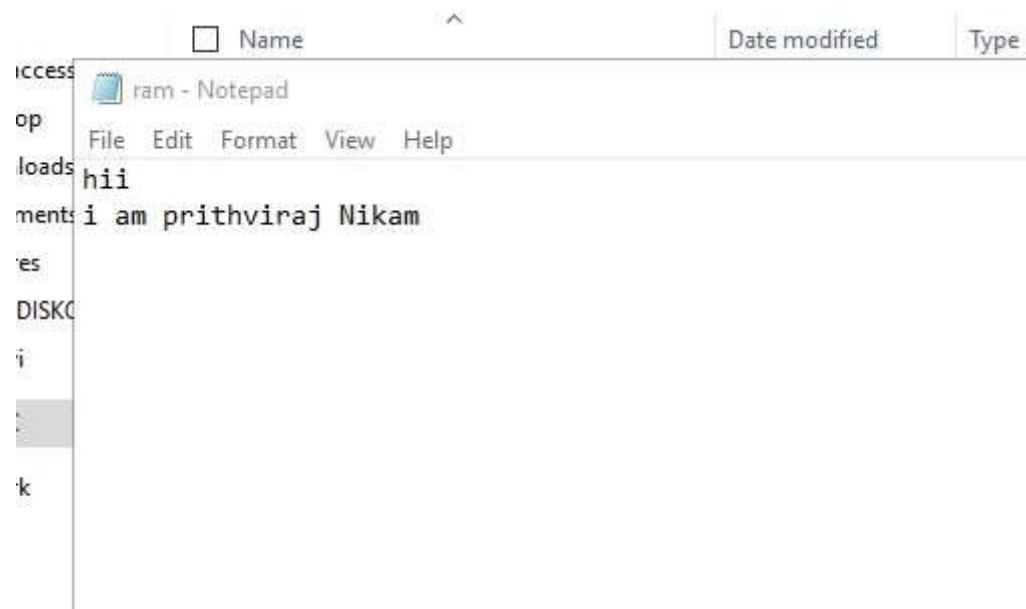 Name Date modified Type
ram - Notepad
File Edit Format View Help
hii
i am prithviraj Nikam